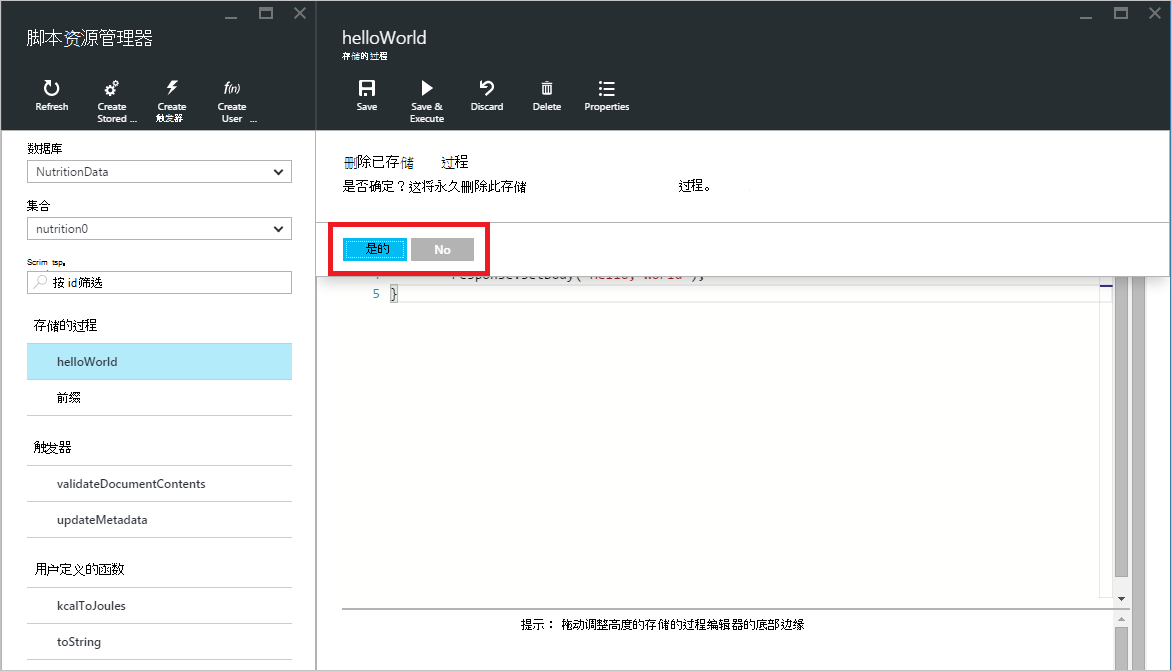 脚本资源管理器
Refresh
Create
Stored ...
Create
触发器
f(n)
Create
User ...
数据库
NutritionData
集合
nutrition0
Scrim tsp。
按 id筛选
存储的过程
helloWorld
前缀
触发器
validateDocumentContents
updateMetadata
用户定义的函数
kcalToJoules
toString
helloWorld
存储的过程
Save
Save &
Execute
Discard
Delete
Properties
删除已存储 过程
是否确定？这将永久删除此存储 过程。
是的 No
5 }
提示： 拖动调整高度的存储的过程编辑器的底部边缘